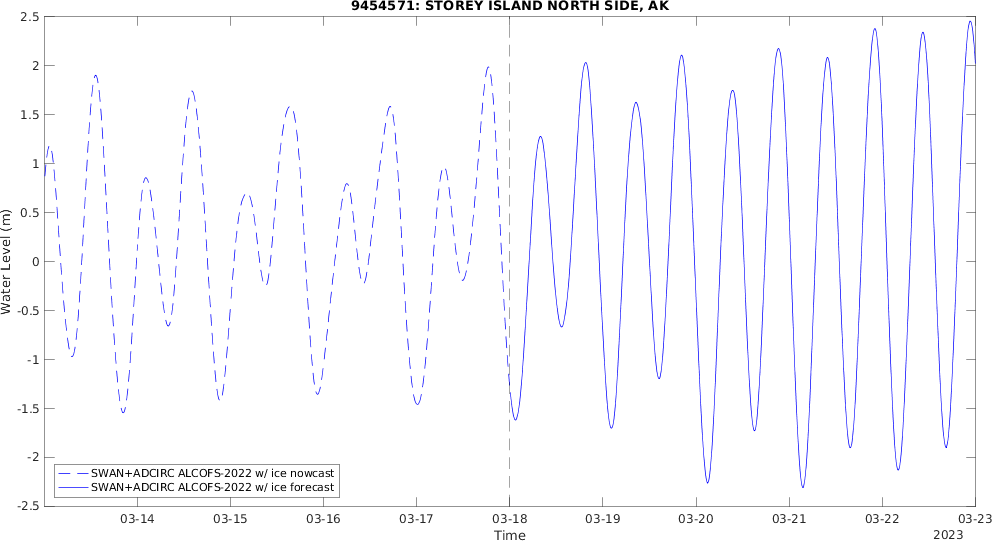 9454571: STOREY ISLAND NORTH SIDE, AK
2.5
2
1.5
1
0.5
0
-0.5
-1
-1.5
-2
-2.5
Water Level (m)
SWAN+ADCIRC ALCOFS-2022 w/ ice nowcast
SWAN+ADCIRC ALCOFS-2022 w/ ice forecast
03-14 03-15 03-16 03-17 03-18 03-19 03-20 03-21 03-22 03-23
Time
2023